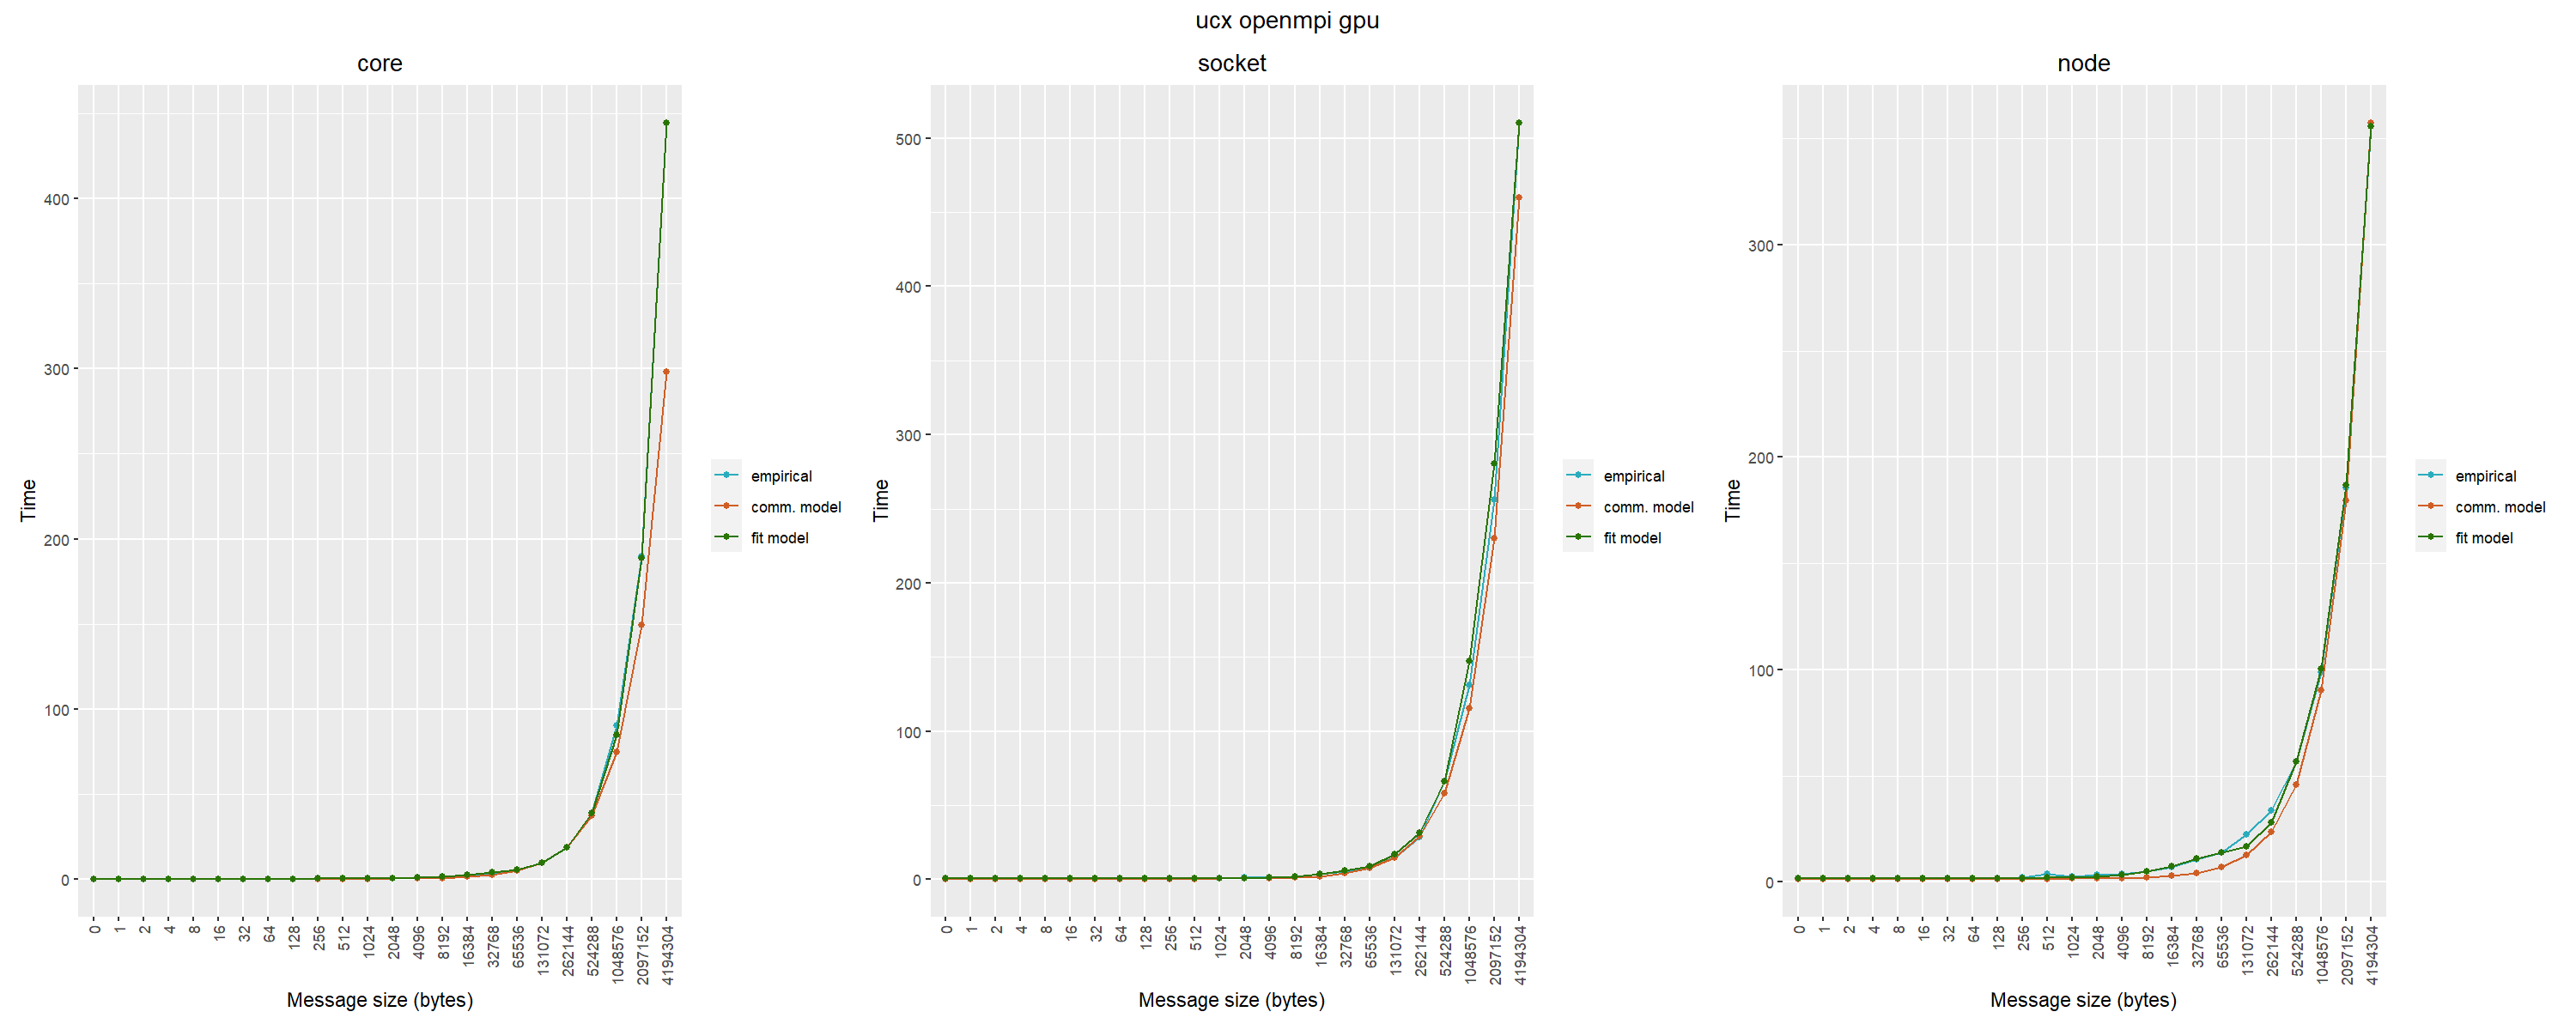 ucx openmpi gpu
core
400
300
200
100
0
Time
0 1 2 4 8 16 32 64 128 256 512 1024 2048 4096 8192 16384 32768 65536 131072 262144 524288 1048576 2097152 4194304
Message size (bytes)
empirical
comm. model
fit model
socket
500
400
300
200
100
0
Time
0 1 2 4 8 16 32 64 128 256 512 1024 2048 4096 8192 16384 32768 65536 131072 262144 524288 1048576 2097152 4194304
Message size (bytes)
empirical
comm. model
fit model
node
300
200
100
0
Time
0 1 2 4 8 16 32 64 128 256 512 1024 2048 4096 8192 16384 32768 65536 131072 262144 524288 1048576 2097152 4194304
Message size (bytes)
empirical
comm. model
fit model